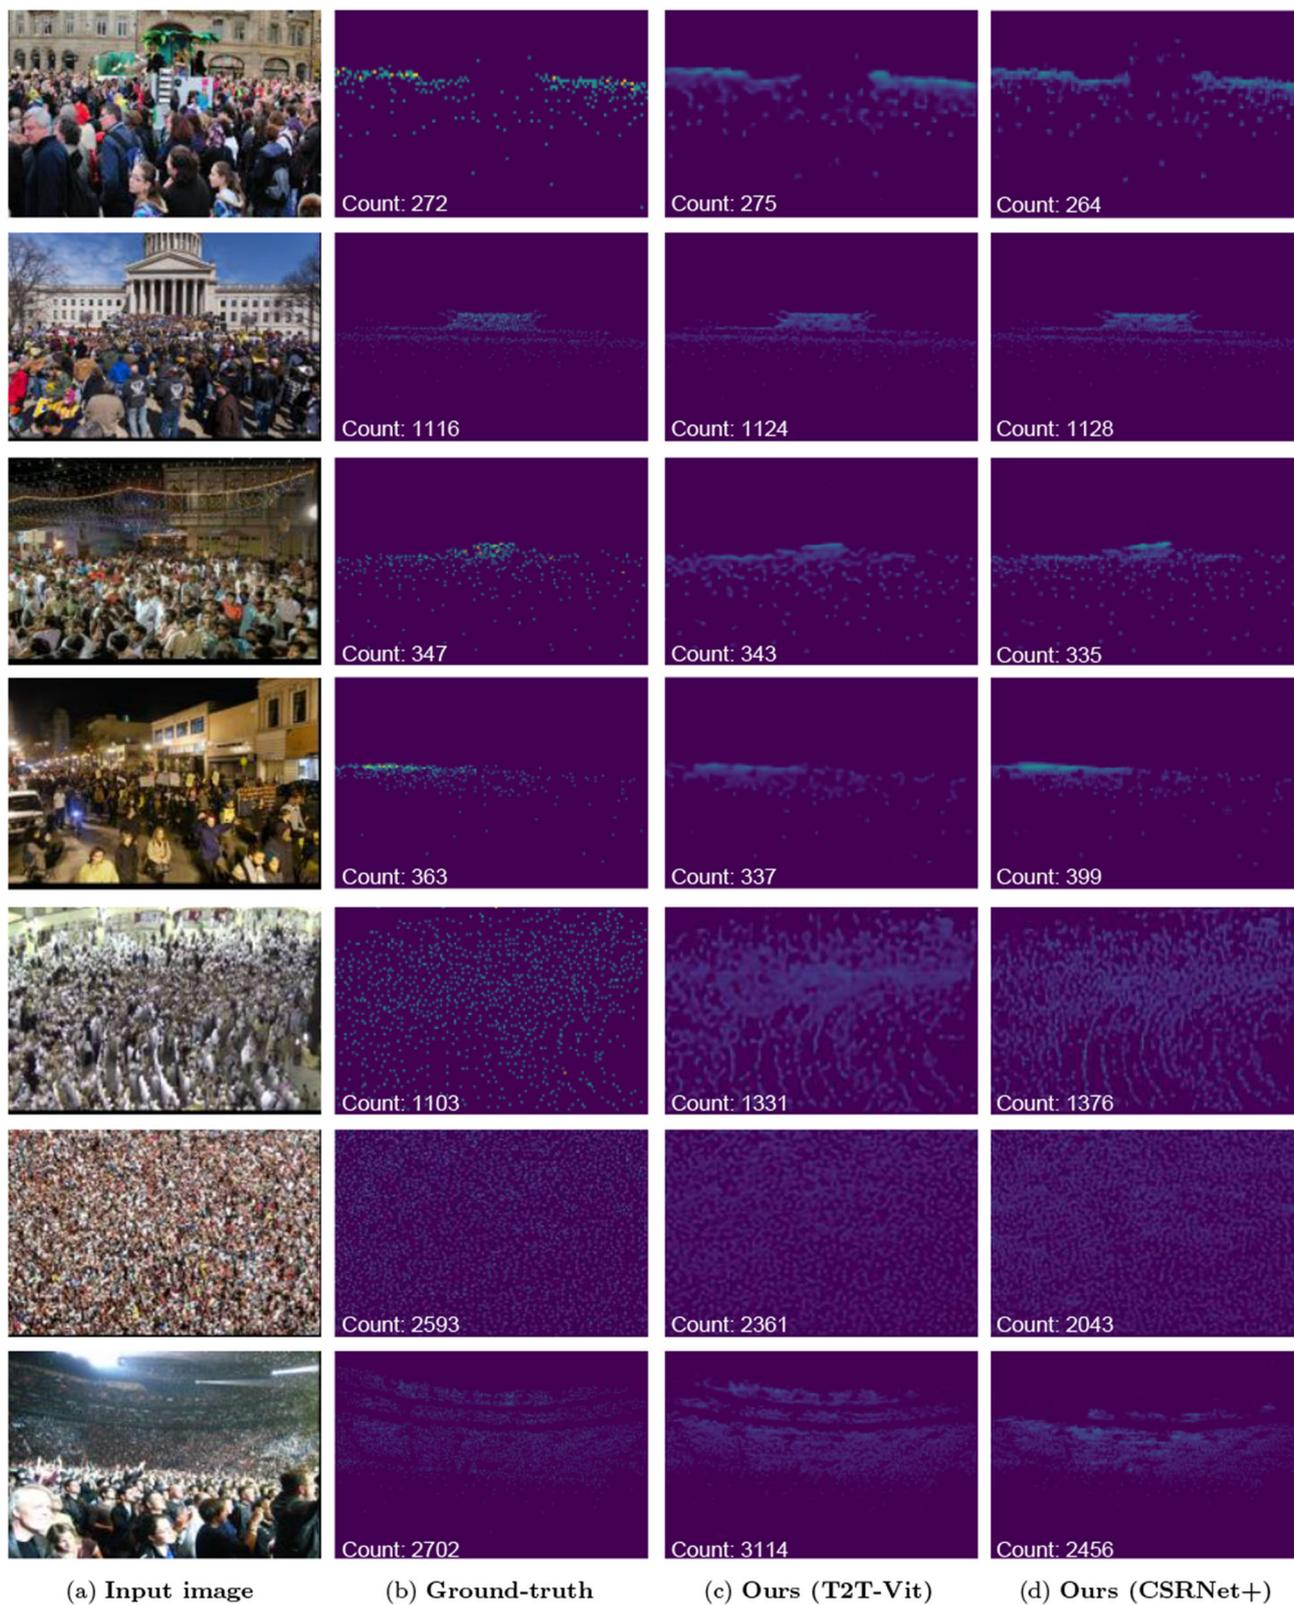 Count: 272
Count: 275
Count: 264
Count: 1116
Count: 1124
Count: 1128
Count: 347
Count: 343
Count: 335
Count: 363
Count: 337
Count: 399
Count: 1103
Count: 1331
Count: 1376
Count: 2593
Count: 2361
Count: 2043
Count: 2702
Count: 3114
Count: 2456
(a) Input image
(b) Ground-truth
(c) Ours (T2T-Vit)
(d) Ours (CSRNet+)